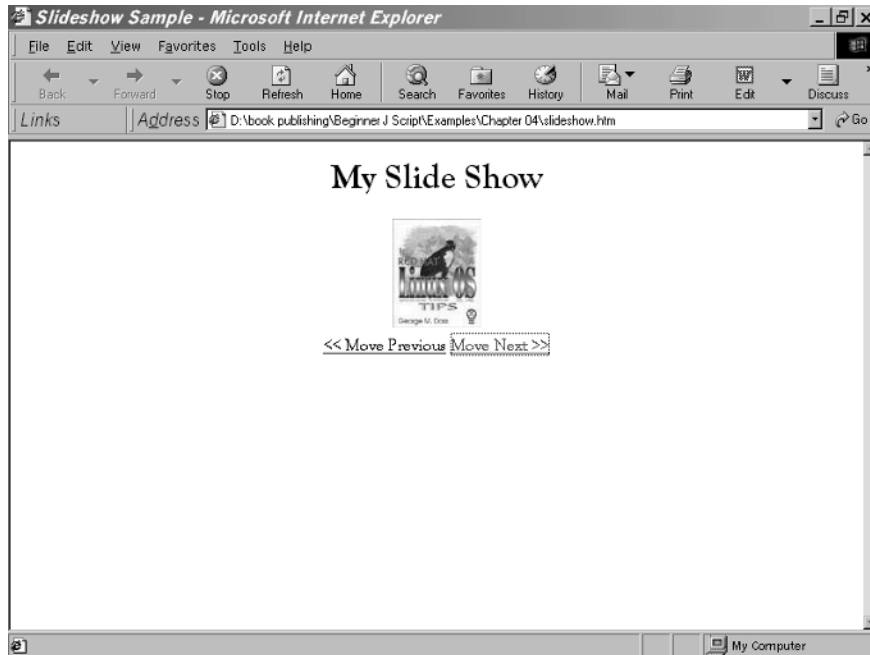 Slideshow Sample - Microsoft Internet Explorer
File Edit View Favorites Tools Help
Back Forward Stop Refresh Home Search Favorites History Mail Print Edit Discuss
Links Address D:\book publishing\Beginner J Script\Examples\Chapter 04\slideshow.htm Go
My Slide Show
RED HAT
Linux OS
TIPS
George M. Doss
<< Move Previous Move Next >>
My Computer